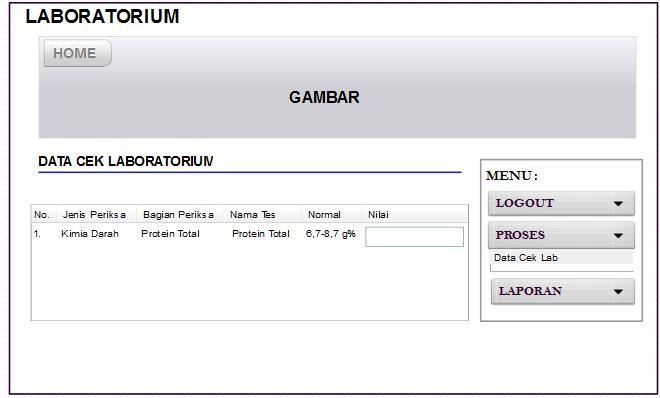 LABORATORIUM
HOME
GAMBAR
DATA CEK LABORATORIUM
No. Jenis Periksa Bagian Periksa Nama Tes Normal Nilai
1. Kimia Darah Protein Total Protein Total 6,7-8,7 g%
MENU:
LOGOUT
PROSES
Data Cek Lab
LAPORAN